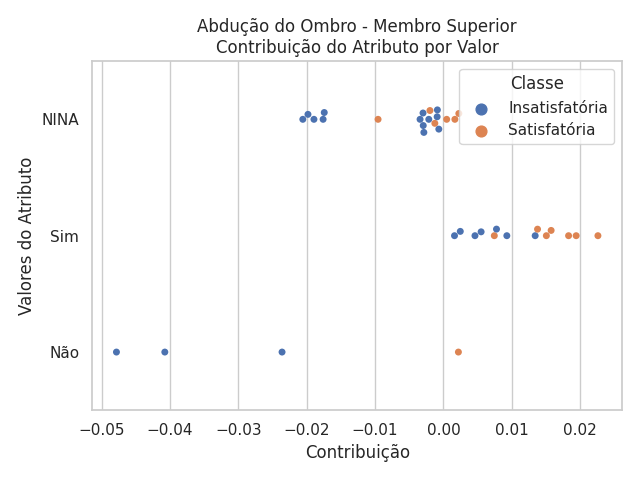 Abdução do Ombro - Membro Superior
Contribuição do Atributo por Valor
Classe
Insatisfatória
Satisfatória
Valores do Atributo
NINA
Sim
Não
−0.05 −0.04 −0.03 −0.02 −0.01 0.00 0.01 0.02
Contribuição